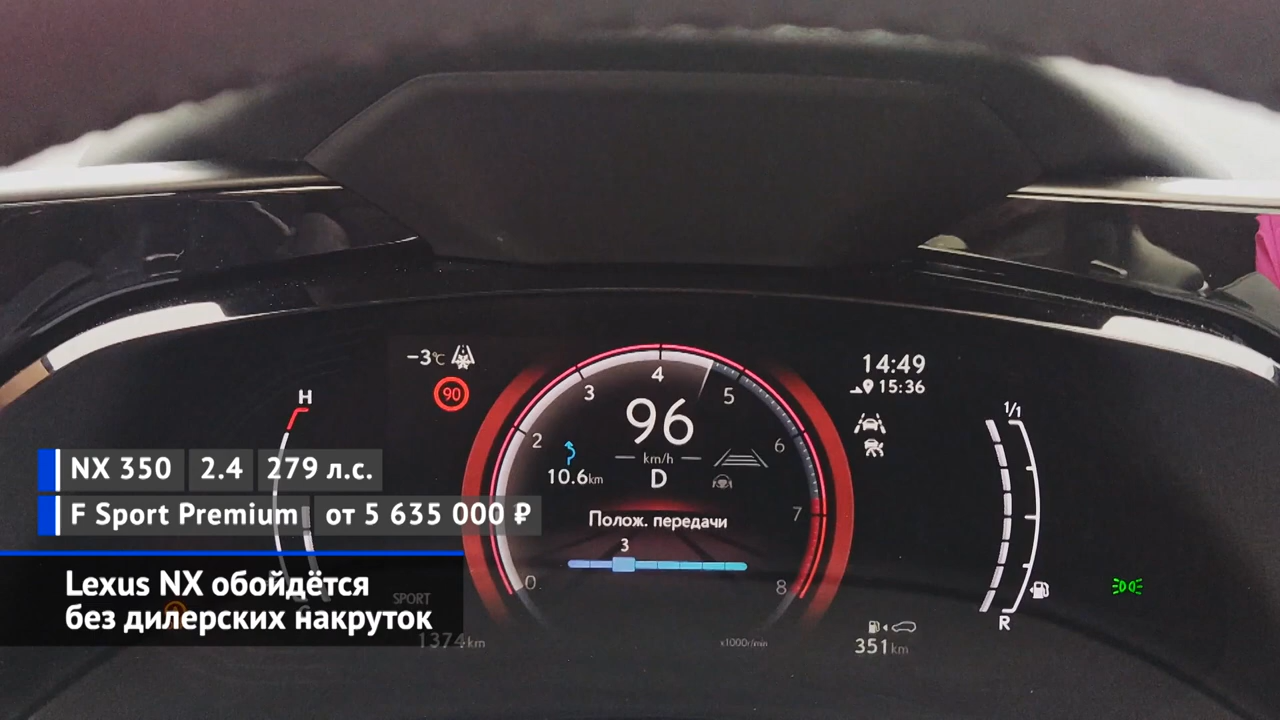 −3°C
90
14:49
15:36
H
1/1
4
3
5
96
2
6
km/h
10.6km
D
NX 350 2.4 279 л.с.
F Sport Premium от 5 635 000 ₽
Полож. передачи
7
3
0
8
Lexus NX обойдётся
без дилерских накруток
SPORT
R
1374km
x1000r/min
351km